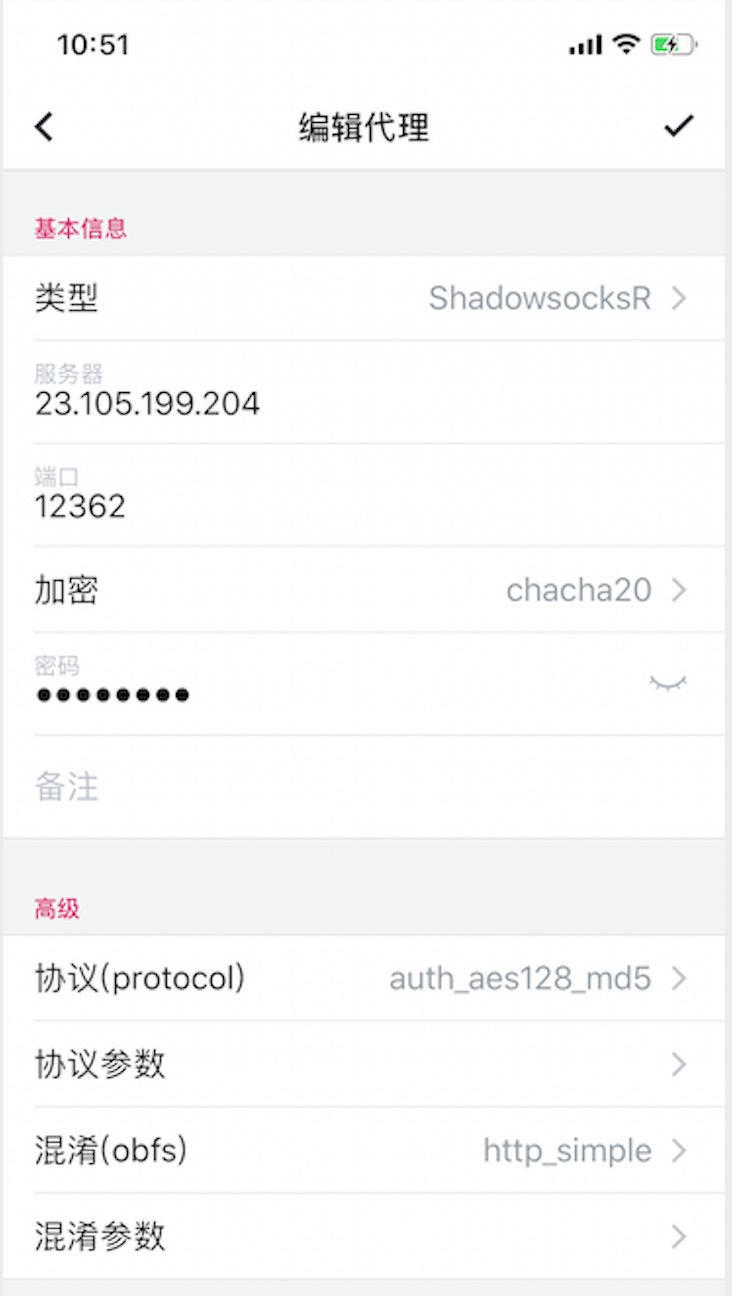 10:51
编辑代理
基本信息
类型 ShadowsocksR
服务器
23.105.199.204
端口
12362
加密 chacha20
密码
●●●●●●●●
备注
高级
协议(protocol) auth_aes128_md5
协议参数
混淆(obfs) http_simple
混淆参数